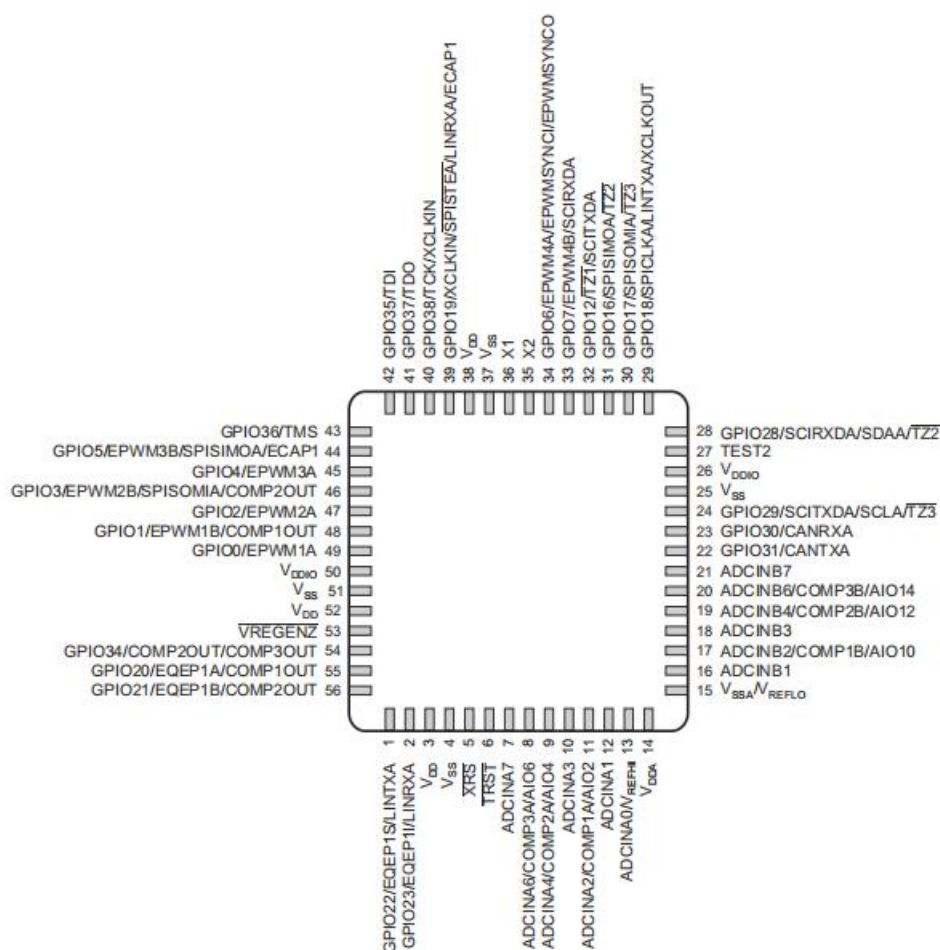 42 GPIO35/TDI
41 GPIO37/TDO
40 GPIO38/TCK/XCLKIN
39 GPIO19/XCLKIN/SPISTEA/LINRXA/ECAP1
38 VDD
37 VSS
36 X1
35 X2
34 GPIO6/EPWM4A/EPWMSYNCI/EPWMSYNCO
33 GPIO7/EPWM4B/SCIRXDA
32 GPIO12/TZ1/SCITXDA
31 GPIO16/SPISIMOA/TZ2
30 GPIO17/SPISOMIA/TZ3
29 GPIO18/SPICLKA/LINTXA/XCLKOUT
GPIO36/TMS 43
GPIO5/EPWM3B/SPISIMOA/ECAP1 44
GPIO4/EPWM3A 45
GPIO3/EPWM2B/SPISOMIA/COMP2OUT 46
GPIO2/EPWM2A 47
GPIO1/EPWM1B/COMP1OUT 48
GPIO0/EPWM1A 49
VDDIO 50
VSS 51
VDD 52
VREGENZ 53
GPIO34/COMP2OUT/COMP3OUT 54
GPIO20/EQEP1A/COMP1OUT 55
GPIO21/EQEP1B/COMP2OUT 56
28 GPIO28/SCIRXDA/SDAA/TZ2
27 TEST2
26 VDDIO
25 VSS
24 GPIO29/SCITXDA/SCLA/TZ3
23 GPIO30/CANRXA
22 GPIO31/CANTXA
21 ADCINB7
20 ADCINB6/COMP3B/AIO14
19 ADCINB4/COMP2B/AIO12
18 ADCINB3
17 ADCINB2/COMP1B/AIO10
16 ADCINB1
15 VSSA/VREFLO
GPIO22/EQEP1S/LINTXA 1
GPIO23/EQEP1I/LINRXA 2
VDD 3
VSS 4
XRS 5
TRST 6
ADCINA7 7
ADCINA6/COMP3A/AIO6 8
ADCINA4/COMP2A/AIO4 9
ADCINA3 10
ADCINA2/COMP1A/AIO2 11
ADCINA1 12
ADCINA0/VREFHI 13
VDDA 14